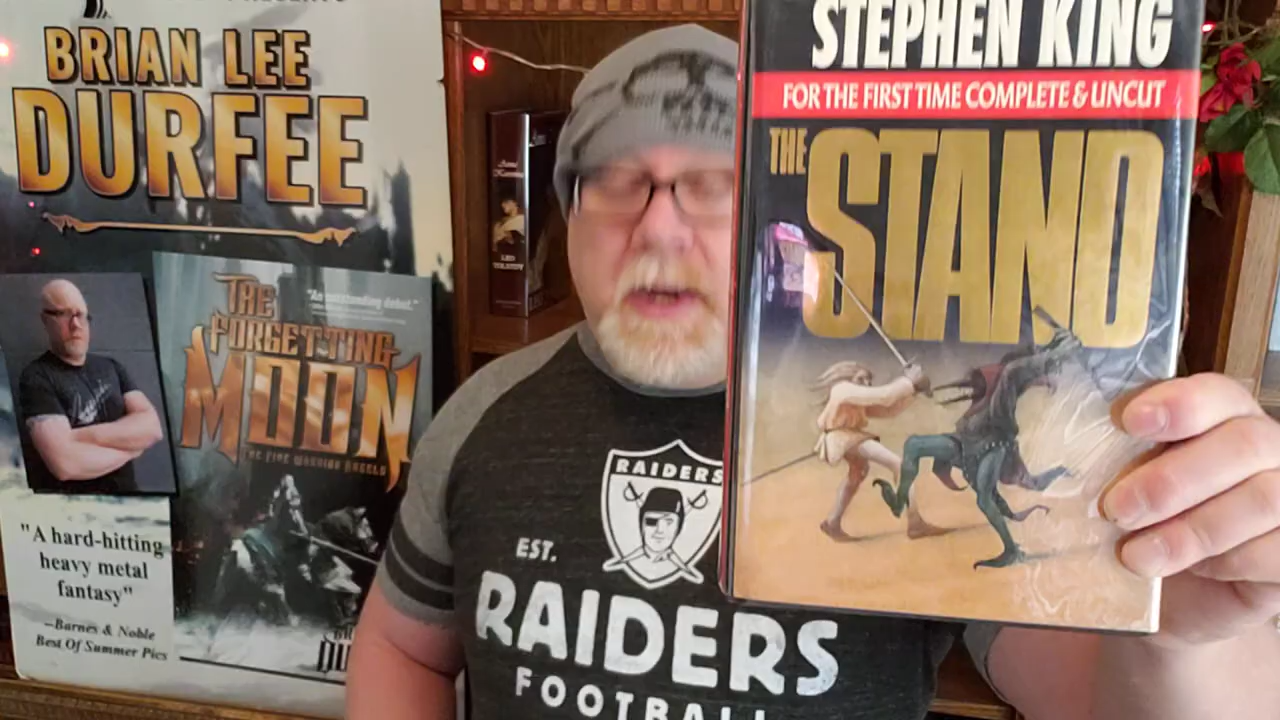 BRIAN LEE
DURFEE
THE
FORGETTING
MOON
"An outstanding debut."
THE FIVE WARRIOR ANGELS
"A hard-hitting
heavy metal
fantasy"
–Barnes & Noble
Best Of Summer Pics
LEO
TOLSTOY
RAIDERS
EST.
RAIDERS
FOOTBALL
STEPHEN KING
FOR THE FIRST TIME COMPLETE & UNCUT
THE
STAND